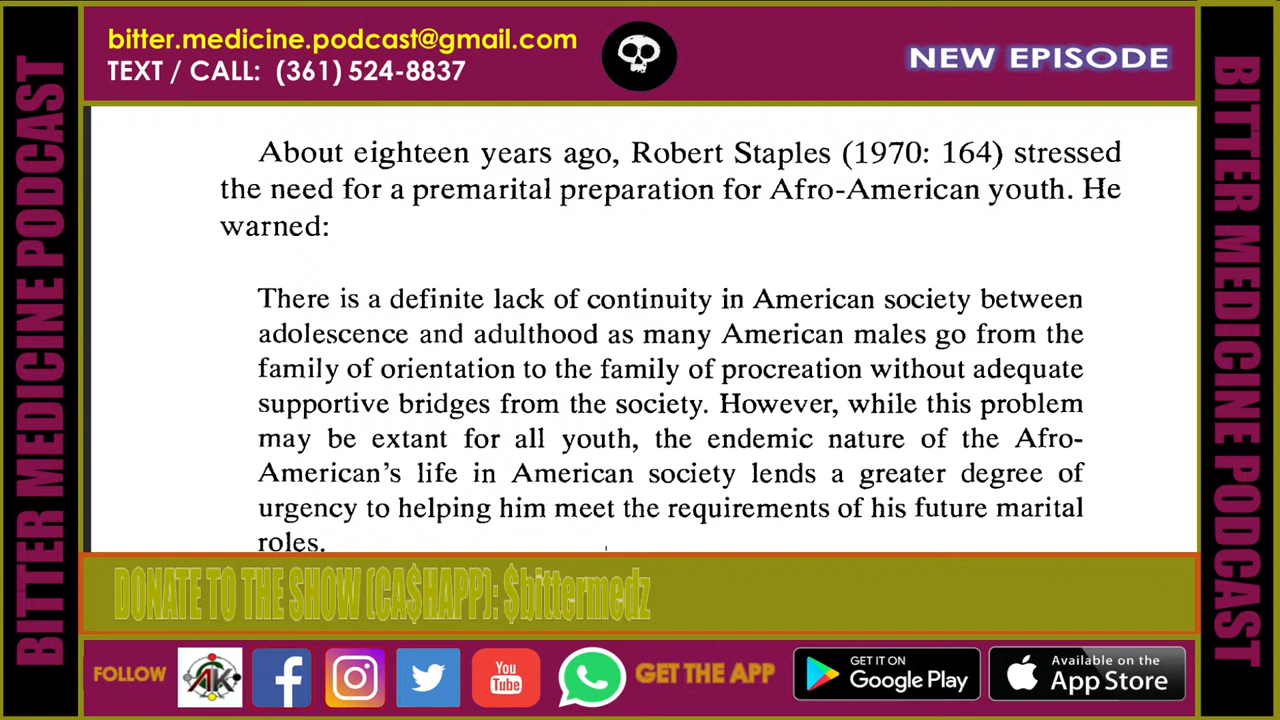 bitter.medicine.podcast@gmail.com
TEXT / CALL: (361) 524-8837
NEW EPISODE
BITTER MEDICINE PODCAST
About eighteen years ago, Robert Staples (1970: 164) stressed
the need for a premarital preparation for Afro-American youth. He
warned:
There is a definite lack of continuity in American society between
adolescence and adulthood as many American males go from the
family of orientation to the family of procreation without adequate
supportive bridges from the society. However, while this problem
may be extant for all youth, the endemic nature of the Afro-
American's life in American society lends a greater degree of
urgency to helping him meet the requirements of his future marital
roles.
BITTER MEDICINE PODCAST
DONATE TO THE SHOW (CA$HAPP): $bittermedz
FOLLOW
ATK
You
Tube
GET THE APP
GET IT ON
Google Play
Available on the
App Store